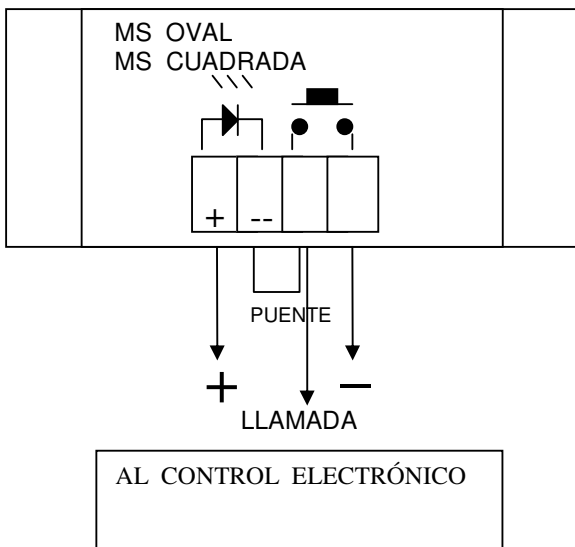 MS OVAL
MS CUADRADA
+ --
PUENTE
+ −
LLAMADA
AL CONTROL ELECTRÓNICO